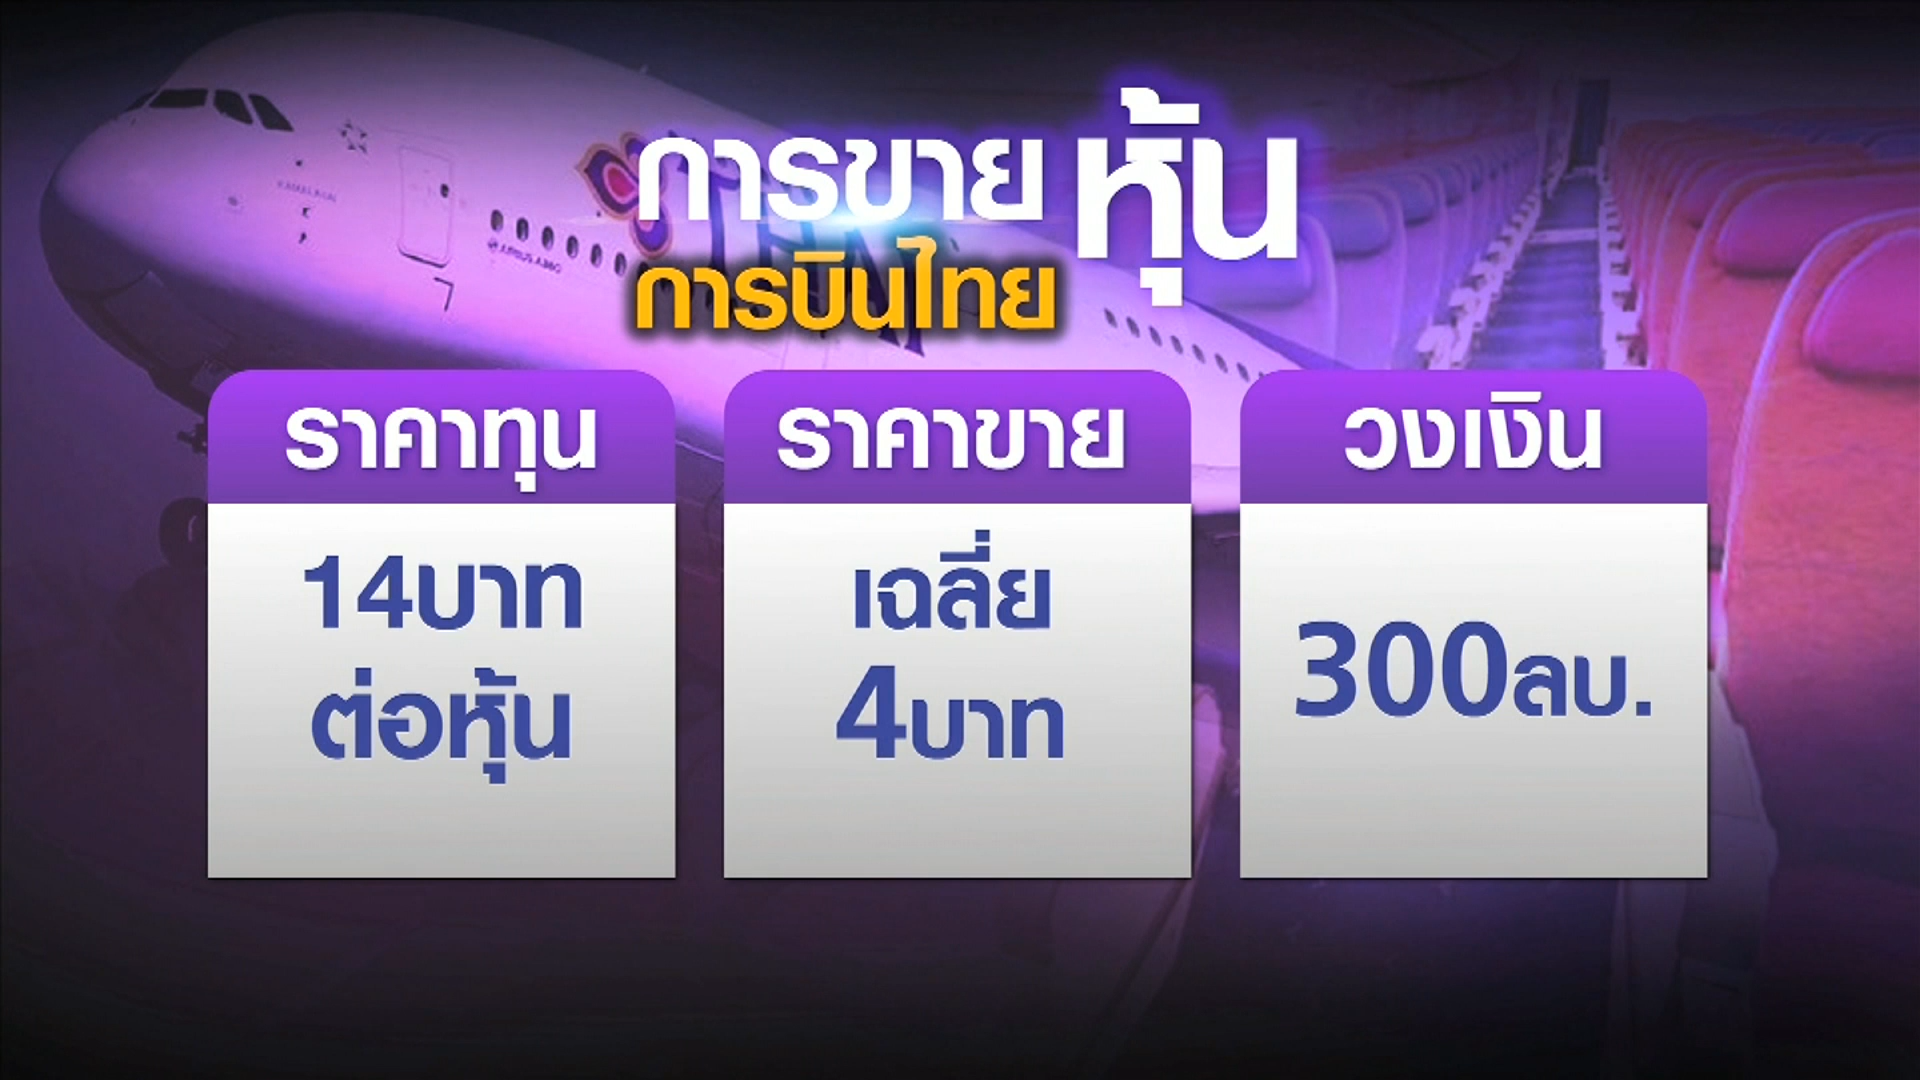 การขายหุ้น
การบินไทย
ราคาทุน
14บาท
ต่อหุ้น
ราคาขาย
เฉลี่ย
4บาท
วงเงิน
300ลบ.
AIRBUS A380